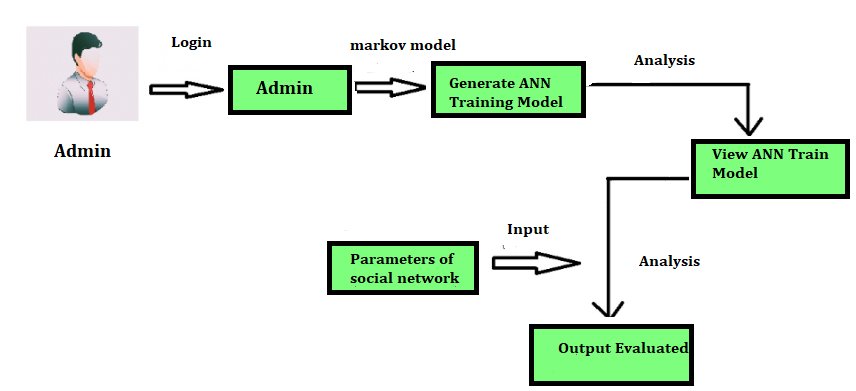 Login
markov model
Admin
Generate ANN
Training Model
Analysis
Admin
View ANN Train
Model
Input
Parameters of
social network
Analysis
Output Evaluated